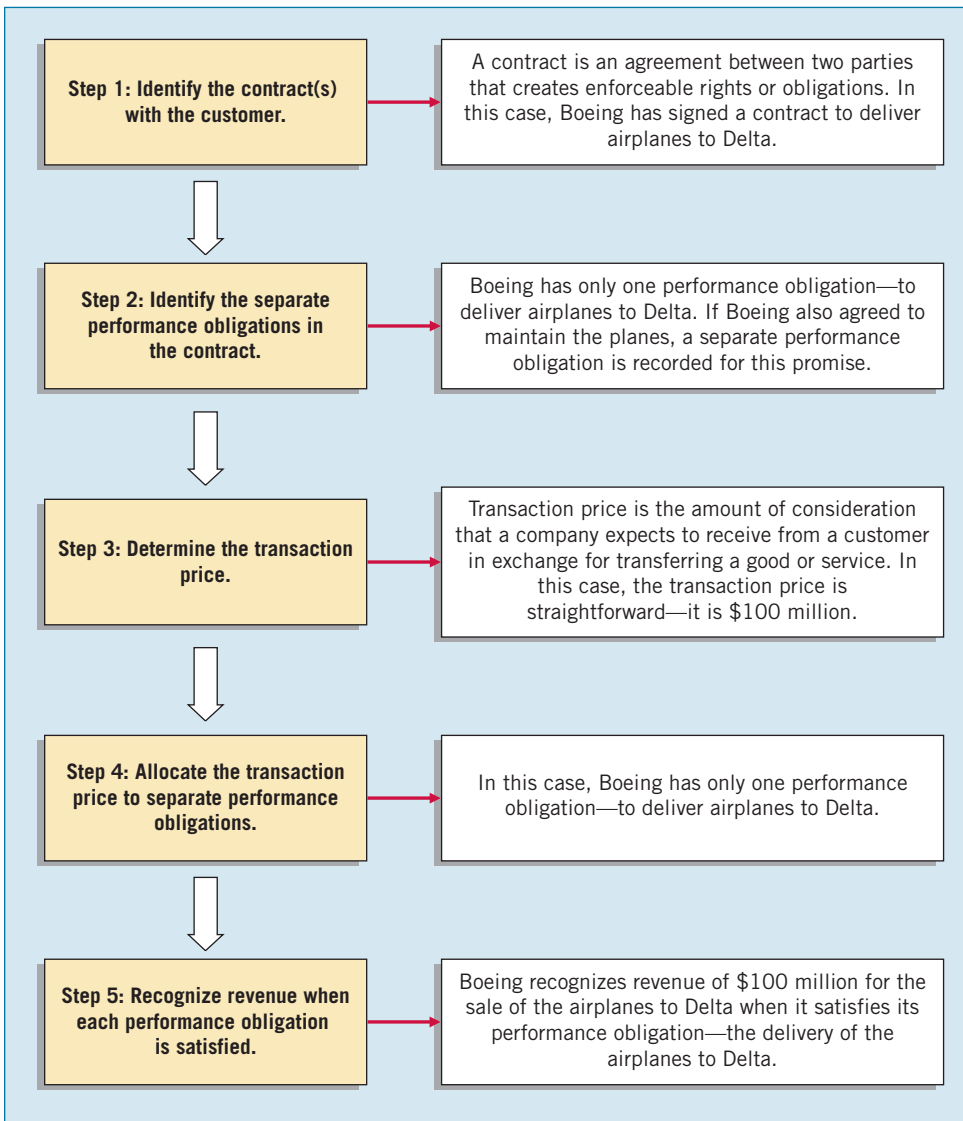 Step 1: Identify the contract(s)
with the customer.
A contract is an agreement between two parties
that creates enforceable rights or obligations. In
this case, Boeing has signed a contract to deliver
airplanes to Delta.
Step 2: Identify the separate
performance obligations in
the contract.
Boeing has only one performance obligation—to
deliver airplanes to Delta. If Boeing also agreed to
maintain the planes, a separate performance
obligation is recorded for this promise.
Step 3: Determine the transaction
price.
Transaction price is the amount of consideration
that a company expects to receive from a customer
in exchange for transferring a good or service. In
this case, the transaction price is
straightforward—it is $100 million.
Step 4: Allocate the transaction
price to separate performance
obligations.
In this case, Boeing has only one performance
obligation—to deliver airplanes to Delta.
Step 5: Recognize revenue when
each performance obligation
is satisfied.
Boeing recognizes revenue of $100 million for the
sale of the airplanes to Delta when it satisfies its
performance obligation—the delivery of the
airplanes to Delta.